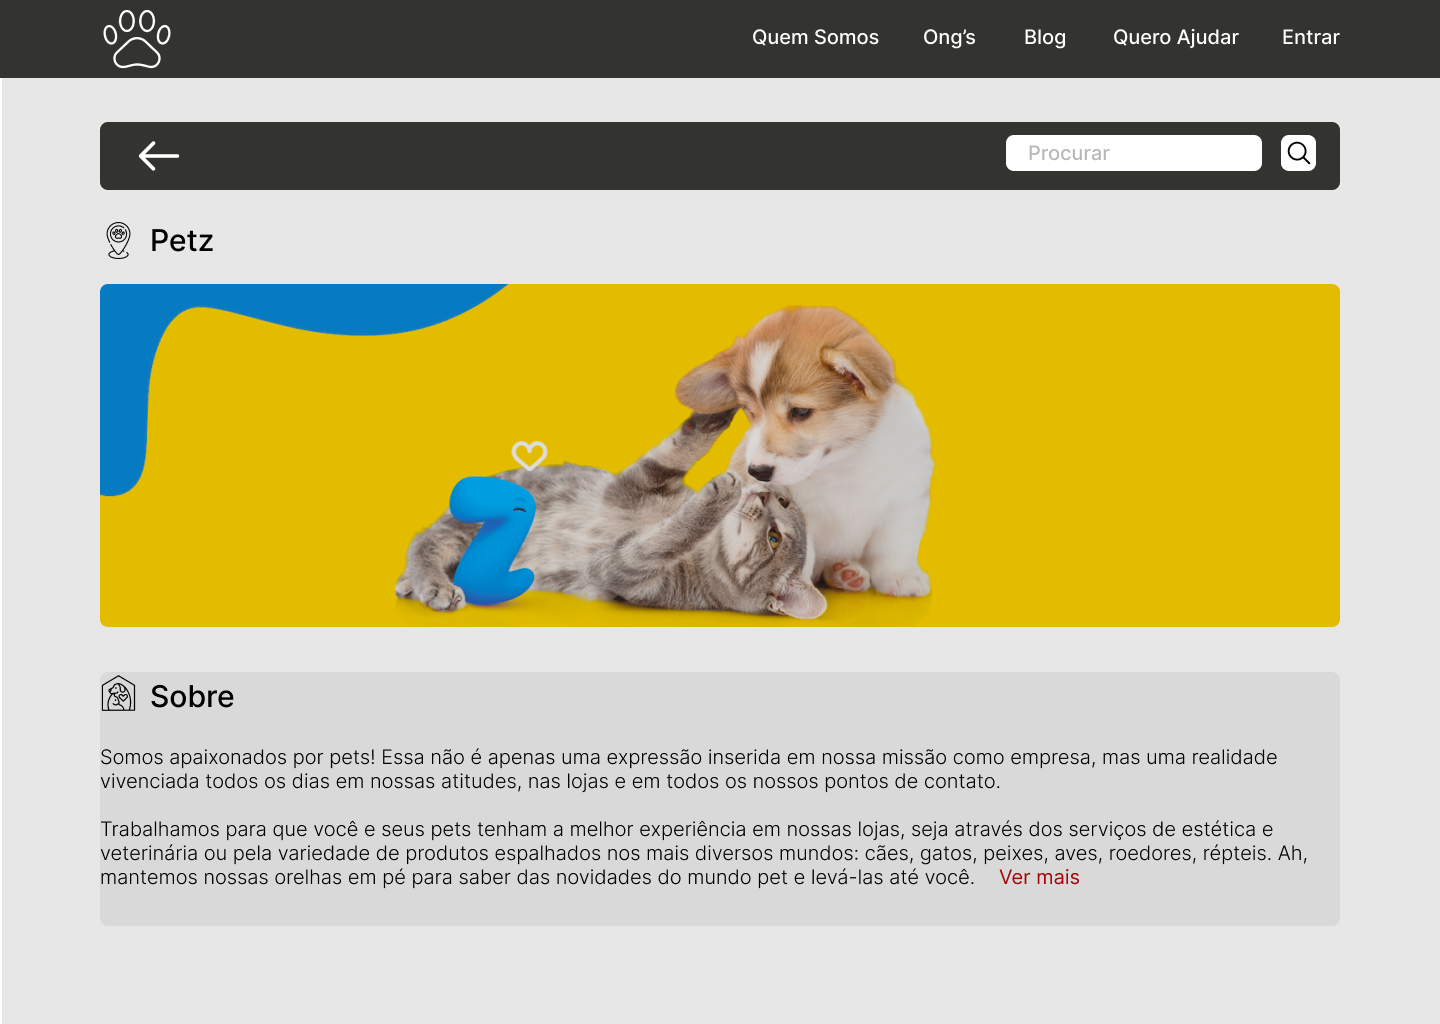 Quem Somos Ong’s Blog Quero Ajudar Entrar
Procurar
Petz
Sobre
Somos apaixonados por pets! Essa não é apenas uma expressão inserida em nossa missão como empresa, mas uma realidade
vivenciada todos os dias em nossas atitudes, nas lojas e em todos os nossos pontos de contato.
Trabalhamos para que você e seus pets tenham a melhor experiência em nossas lojas, seja através dos serviços de estética e
veterinária ou pela variedade de produtos espalhados nos mais diversos mundos: cães, gatos, peixes, aves, roedores, répteis. Ah,
mantemos nossas orelhas em pé para saber das novidades do mundo pet e levá-las até você. Ver mais